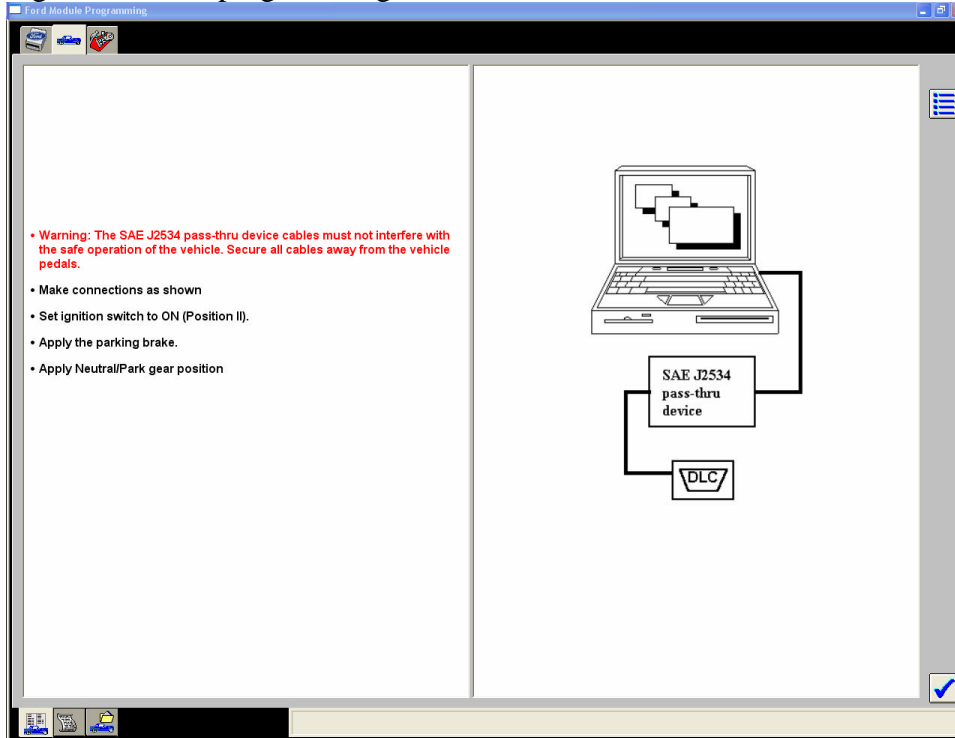 Ford Module Programming
• Warning: The SAE J2534 pass-thru device cables must not interfere with
the safe operation of the vehicle. Secure all cables away from the vehicle
pedals.
• Make connections as shown
• Set ignition switch to ON (Position II).
• Apply the parking brake.
• Apply Neutral/Park gear position
SAE J2534
pass-thru
device
DLC